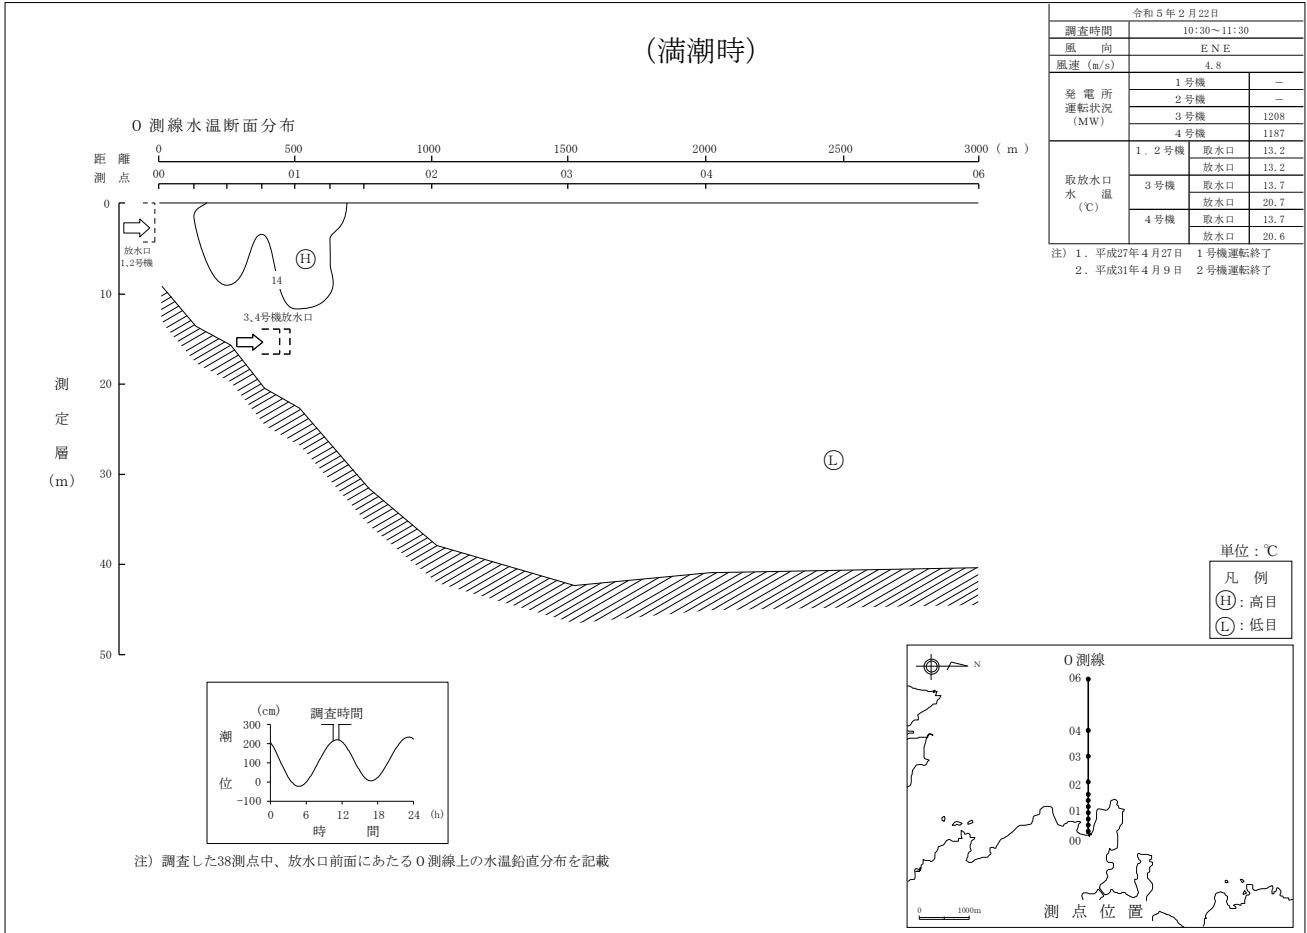 (満潮時)
令和5年2月22日
調査時間 10:30～11:30
風 向 ENE
風速 (m/s) 4.8
発電所運転状況 (MW)
1号機 －
2号機 －
3号機 1208
4号機 1187
取放水口水温 (℃)
1．2号機 取水口 13.2
放水口 13.2
3号機 取水口 13.7
放水口 20.7
4号機 取水口 13.7
放水口 20.6
注）1．平成27年4月27日 1号機運転終了
2．平成31年4月9日 2号機運転終了
0測線水温断面分布
距離 0 500 1000 1500 2000 2500 3000 (m)
測点 00 01 02 03 04 06
0
放水口
1、2号機
H
14
10
3、4号機放水口
20
測定層
(m)
30
L
40
50
単位：℃
凡 例
H：高目
L：低目
(cm) 調査時間
潮位
300
200
100
0
-100
0 6 12 18 24 (h)
時 間
注）調査した38測点中、放水口前面にあたる0測線上の水温鉛直分布を記載
N
0測線
06
04
03
02
01
00
0 1000m
測点位置